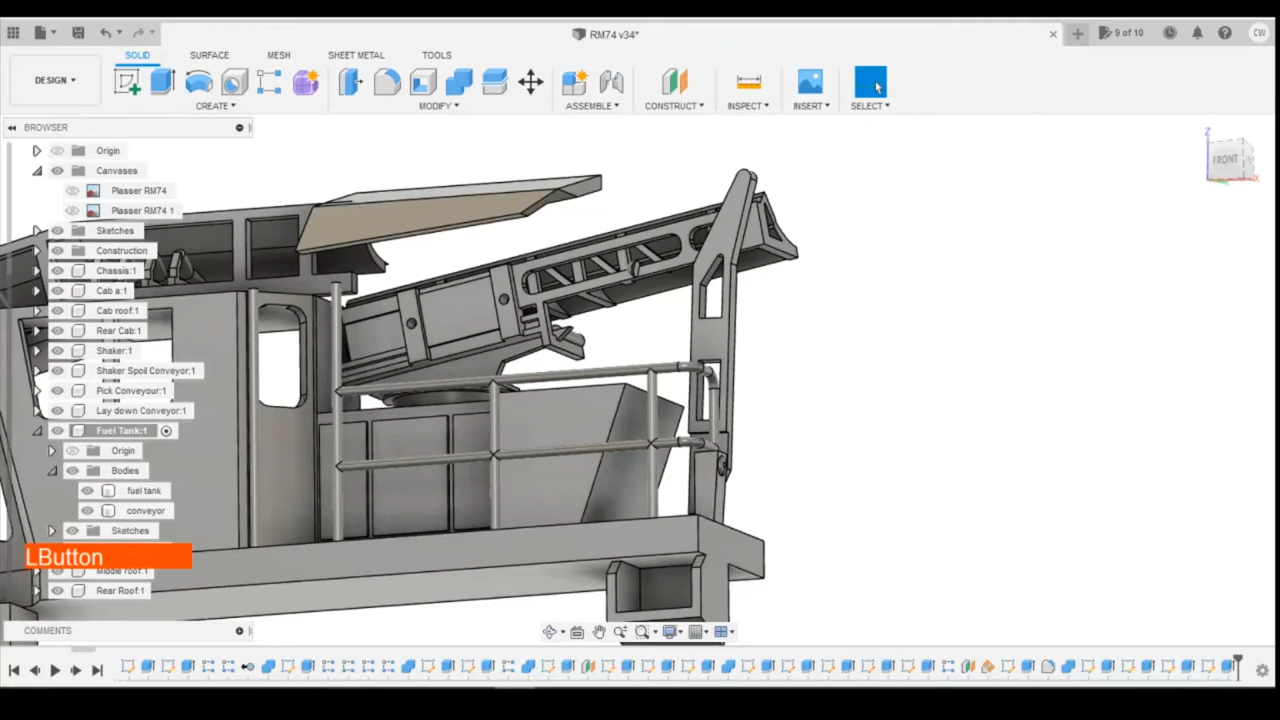 RM74 v34*
9 of 10
CW
SOLID
SURFACE
MESH
SHEET METAL
TOOLS
DESIGN
CREATE
MODIFY
ASSEMBLE
CONSTRUCT
INSPECT
INSERT
SELECT
BROWSER
Origin
Canvases
Plasser RM74
Plasser RM74 1
Sketches
Construction
Chassis:1
Cab a:1
Cab roof:1
Rear Cab:1
Shaker:1
Shaker Spoil Conveyor:1
Pick Conveyour:1
Lay down Conveyor:1
Fuel Tank:1
Origin
Bodies
fuel tank
conveyor
Sketches
LButton
Middle roof:1
Rear Roof:1
COMMENTS
Z
FRONT
X